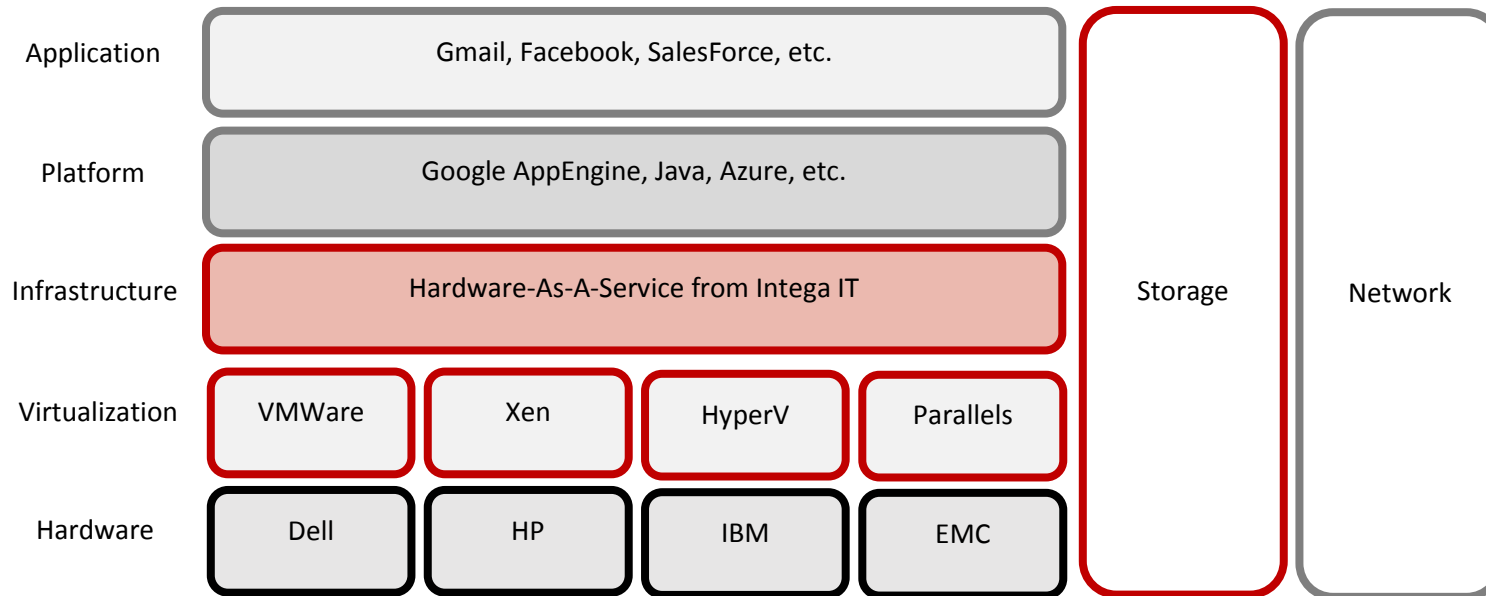 Application
Gmail, Facebook, SalesForce, etc.
Platform
Google AppEngine, Java, Azure, etc.
Infrastructure
Hardware-As-A-Service from Intega IT
Storage
Network
Virtualization
VMWare
Xen
HyperV
Parallels
Hardware
Dell
HP
IBM
EMC